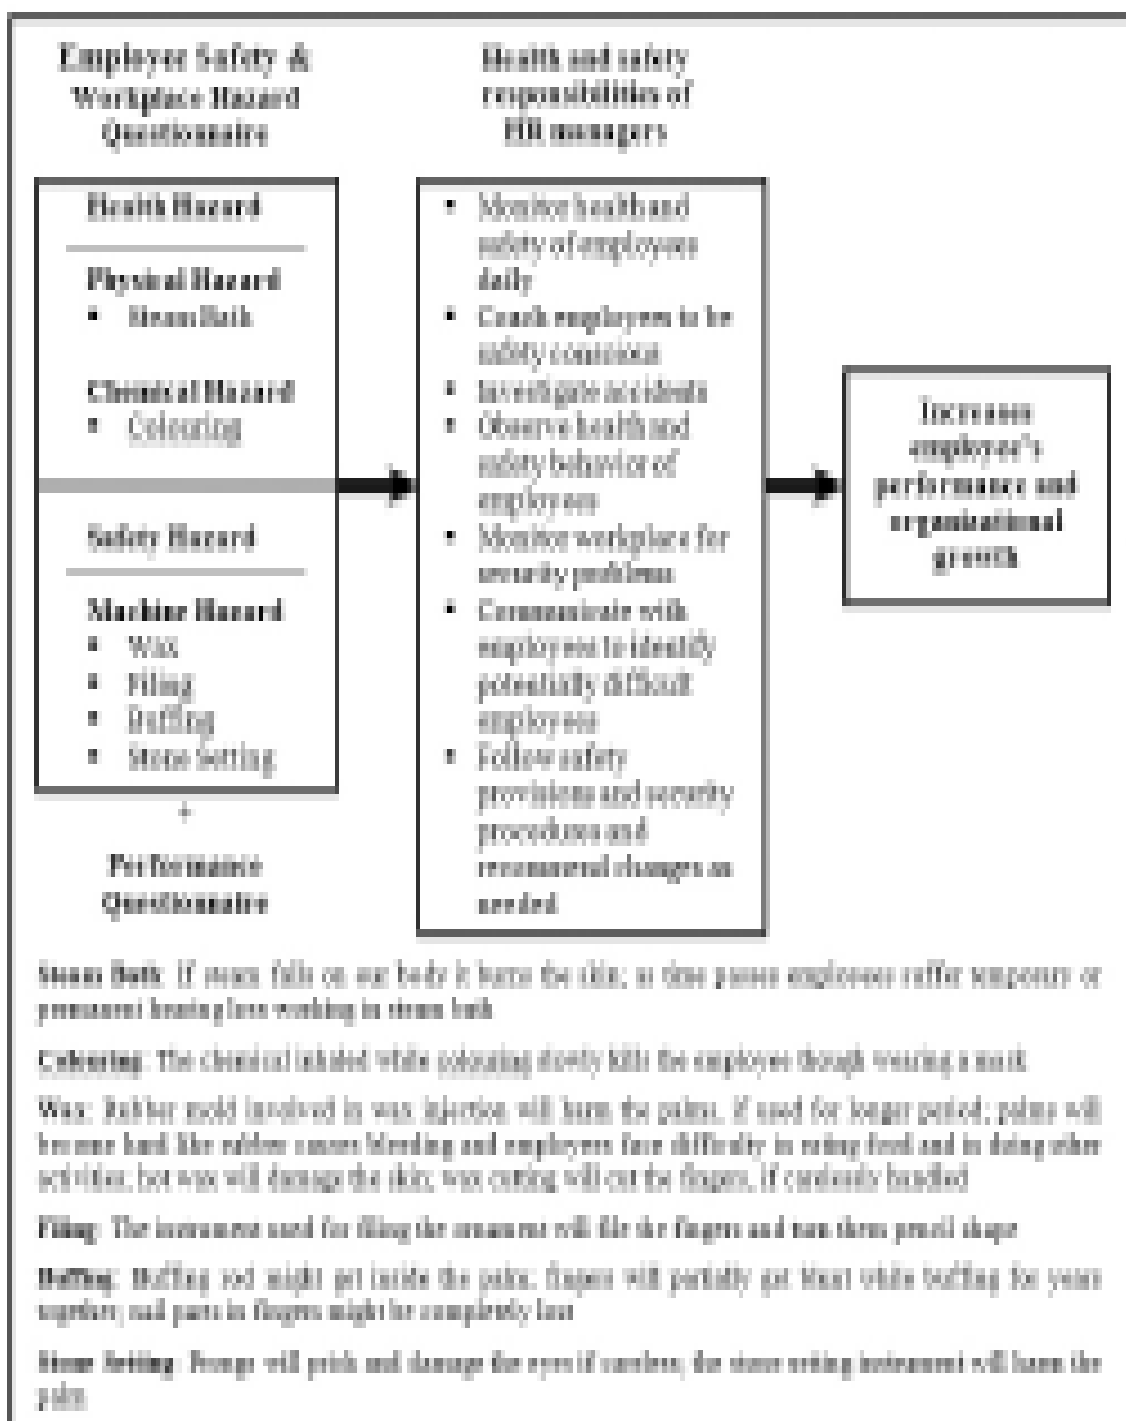 Employee Safety &
Workplace Hazard
Questionnaire
Health Hazard
Physical Hazard
• Steam Bath
Chemical Hazard
• Colouring
Safety Hazard
Machine Hazard
• Wax
• Filing
• Buffing
• Stone Setting
+
Performance
Questionnaire
Health and safety
responsibilities of
HR managers
• Monitor health and
safety of employees
daily
• Coach employees to be
safety conscious
• Investigate accidents
• Observe health and
safety behavior of
employees
• Monitor workplace for
security problems
• Communicate with
employees to identify
potentially difficult
employees
• Follow safety
provisions and security
procedures and
recommend changes as
needed
Increases
employee's
performance and
organizational
growth
Steam Bath: If steam falls on our body it burns the skin; as time passes employees suffer temporary or
permanent hearing loss working in steam bath
Colouring: The chemical inhaled while colouring slowly kills the employee though wearing a mask
Wax: Rubber mold involved in wax injection will harm the palms, if used for longer period; palms will
become hard like rubber causes bleeding and employees face difficulty in eating food and in doing other
activities; hot wax will damage the skin; wax cutting will cut the fingers, if carelessly handled
Filing: The instrument used for filing the ornament will file the fingers and turn them pencil shape
Buffing: Buffing rod might get inside the palm; fingers will partially get blunt while buffing for years
together; nail parts in fingers might be completely lost
Stone Setting: Prongs will prick and damage the eyes if careless; the stone setting instrument will harm the
palm